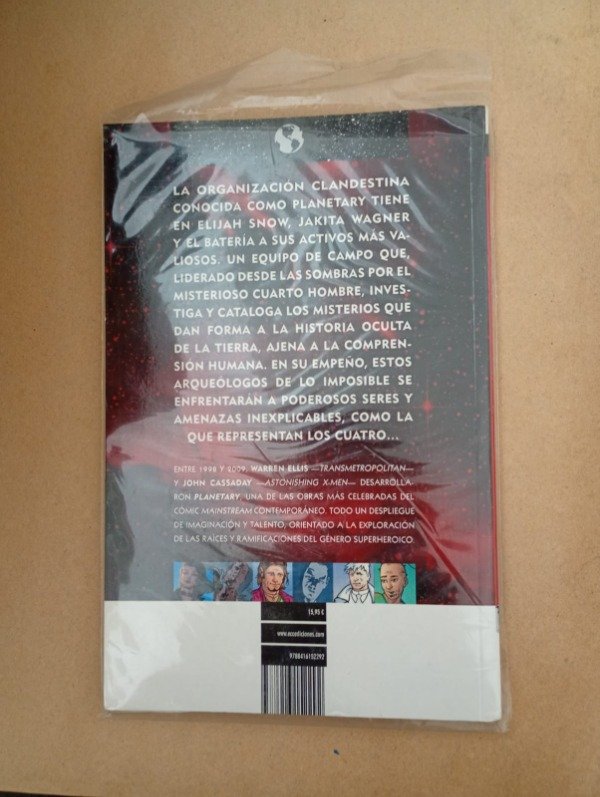 LA ORGANIZACIÓN CLANDESTINA
CONOCIDA COMO PLANETARY TIENE
EN ELIJAH SNOW, JAKITA WAGNER
Y EL BATERÍA A SUS ACTIVOS MÁS VA-
LIOSOS. UN EQUIPO DE CAMPO QUE,
LIDERADO DESDE LAS SOMBRAS POR EL
MISTERIOSO CUARTO HOMBRE, INVES-
TIGA Y CATALOGA LOS MISTERIOS QUE
DAN FORMA A LA HISTORIA OCULTA
DE LA TIERRA, AJENA A LA COMPREN-
SIÓN HUMANA. EN SU EMPEÑO, ESTOS
ARQUEÓLOGOS DE LO IMPOSIBLE SE
ENFRENTARÁN A PODEROSOS SERES Y
AMENAZAS INEXPLICABLES, COMO LA
QUE REPRESENTAN LOS CUATRO...
ENTRE 1998 Y 2009, WARREN ELLIS —TRANSMETROPOLITAN—
Y JOHN CASSADAY —ASTONISHING X-MEN— DESARROLLA-
RON PLANETARY, UNA DE LAS OBRAS MÁS CELEBRADAS DEL
CÓMIC MAINSTREAM CONTEMPORÁNEO. TODO UN DESPLIEGUE
DE IMAGINACIÓN Y TALENTO, ORIENTADO A LA EXPLORACIÓN
DE LAS RAÍCES Y RAMIFICACIONES DEL GÉNERO SUPERHEROICO.
15,95 €
www.eccediciones.com
9788416152292